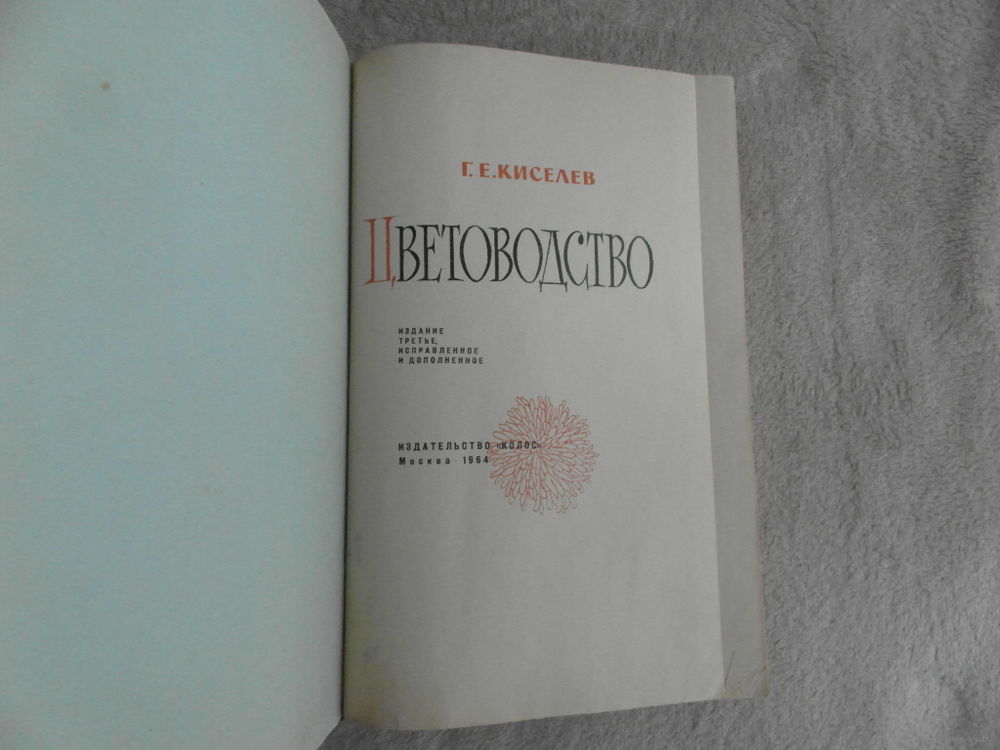 Г. Е. КИСЕЛЕВ
ЦВЕТОВОДСТВО
ИЗДАНИЕ
ТРЕТЬЕ,
ИСПРАВЛЕННОЕ
И ДОПОЛНЕННОЕ
ИЗДАТЕЛЬСТВО «КОЛОС»
Москва 1964